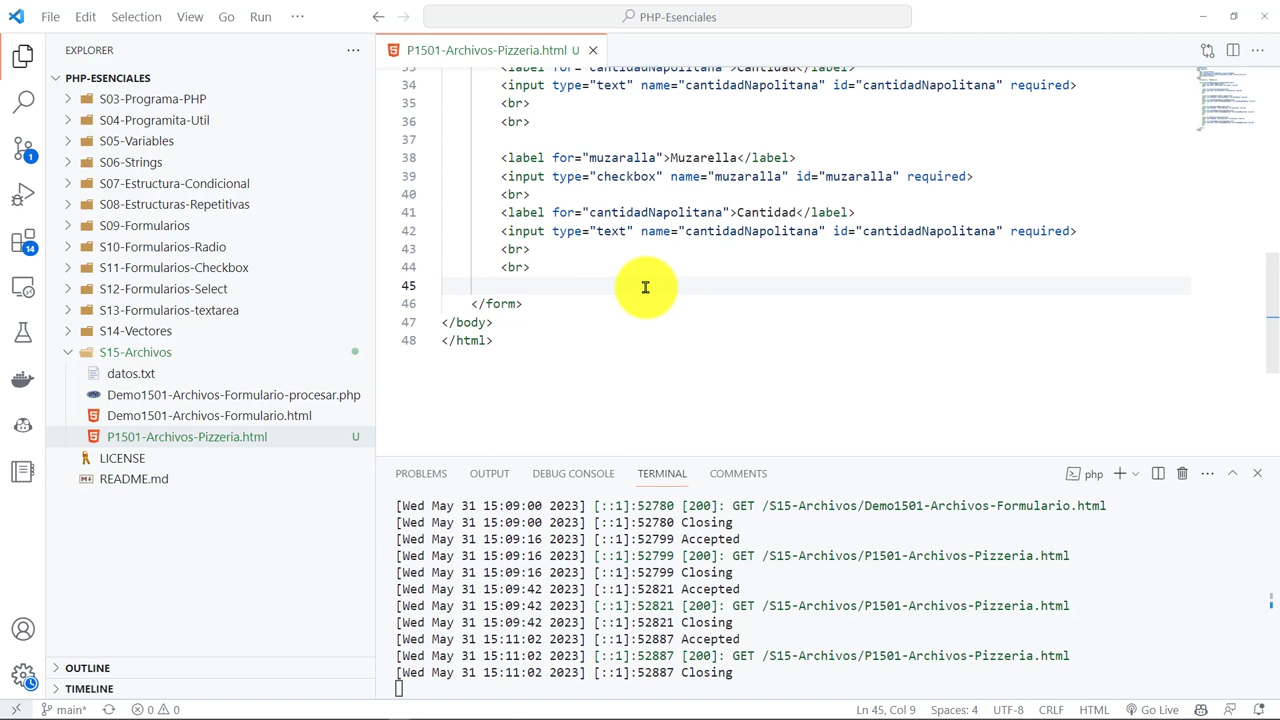 File Edit Selection View Go Run ··· PHP-Esenciales
EXPLORER ···
PHP-ESENCIALES
S03-Programa-PHP
S04-Programita-Util
S05-Variables
S06-Strings
S07-Estructura-Condicional
S08-Estructuras-Repetitivas
S09-Formularios
S10-Formularios-Radio
S11-Formularios-Checkbox
S12-Formularios-Select
S13-Formularios-textarea
S14-Vectores
S15-Archivos
datos.txt
Demo1501-Archivos-Formulario-procesar.php
Demo1501-Archivos-Formulario.html
P1501-Archivos-Pizzeria.html U
LICENSE
README.md
OUTLINE
TIMELINE
1
14
P1501-Archivos-Pizzeria.html U
33 <label for="cantidadNapolitana">Cantidad</label>
34 <input type="text" name="cantidadNapolitana" id="cantidadNapolitana" required>
35 <br>
36 <br>
37
38 <label for="muzaralla">Muzarella</label>
39 <input type="checkbox" name="muzaralla" id="muzaralla" required>
40 <br>
41 <label for="cantidadNapolitana">Cantidad</label>
42 <input type="text" name="cantidadNapolitana" id="cantidadNapolitana" required>
43 <br>
44 <br>
45
46 </form>
47 </body>
48 </html>
PROBLEMS OUTPUT DEBUG CONSOLE TERMINAL COMMENTS php
[Wed May 31 15:09:00 2023] [::1]:52780 [200]: GET /S15-Archivos/Demo1501-Archivos-Formulario.html
[Wed May 31 15:09:00 2023] [::1]:52780 Closing
[Wed May 31 15:09:16 2023] [::1]:52799 Accepted
[Wed May 31 15:09:16 2023] [::1]:52799 [200]: GET /S15-Archivos/P1501-Archivos-Pizzeria.html
[Wed May 31 15:09:16 2023] [::1]:52799 Closing
[Wed May 31 15:09:42 2023] [::1]:52821 Accepted
[Wed May 31 15:09:42 2023] [::1]:52821 [200]: GET /S15-Archivos/P1501-Archivos-Pizzeria.html
[Wed May 31 15:09:42 2023] [::1]:52821 Closing
[Wed May 31 15:11:02 2023] [::1]:52887 Accepted
[Wed May 31 15:11:02 2023] [::1]:52887 [200]: GET /S15-Archivos/P1501-Archivos-Pizzeria.html
[Wed May 31 15:11:02 2023] [::1]:52887 Closing
main* 0 0 Ln 45, Col 9 Spaces: 4 UTF-8 CRLF HTML Go Live